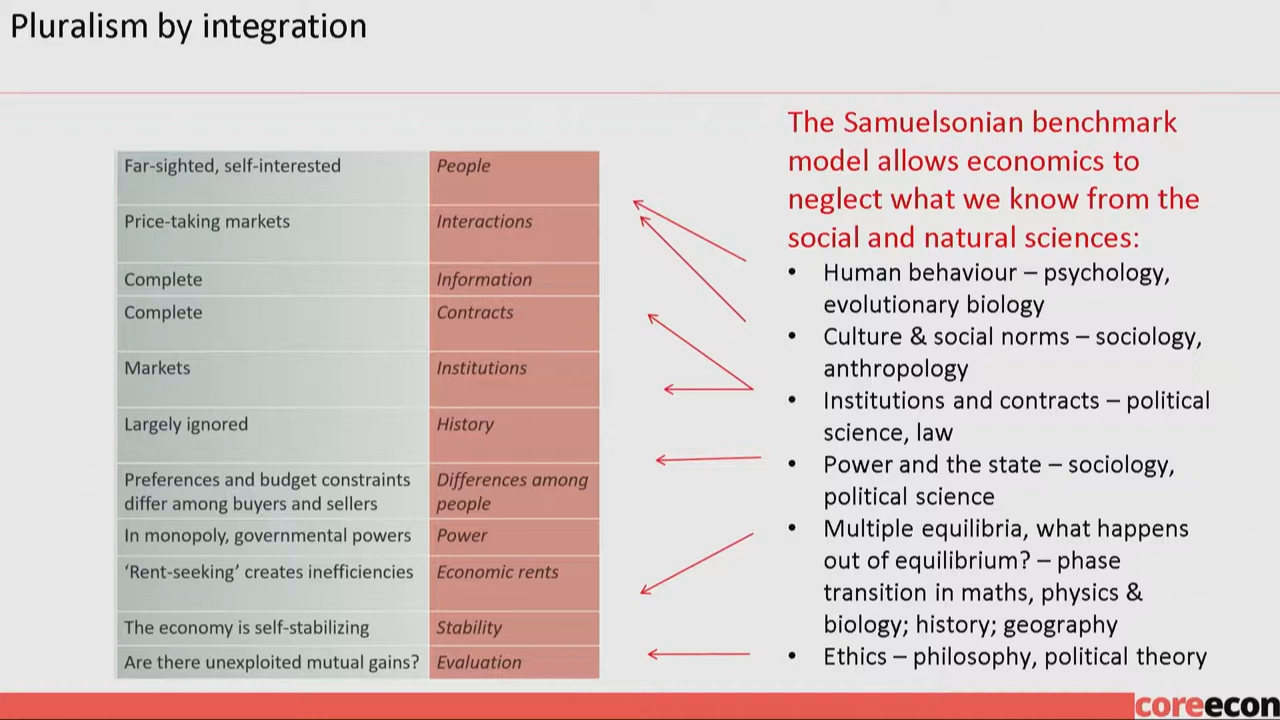 Pluralism by integration
Far-sighted, self-interested
People
Price-taking markets
Interactions
Complete
Information
Complete
Contracts
Markets
Institutions
Largely ignored
History
Preferences and budget constraints
differ among buyers and sellers
Differences among
people
In monopoly, governmental powers
Power
‘Rent-seeking’ creates inefficiencies
Economic rents
The economy is self-stabilizing
Stability
Are there unexploited mutual gains?
Evaluation
The Samuelsonian benchmark
model allows economics to
neglect what we know from the
social and natural sciences:
• Human behaviour – psychology,
evolutionary biology
• Culture & social norms – sociology,
anthropology
• Institutions and contracts – political
science, law
• Power and the state – sociology,
political science
• Multiple equilibria, what happens
out of equilibrium? – phase
transition in maths, physics &
biology; history; geography
• Ethics – philosophy, political theory
coreecon